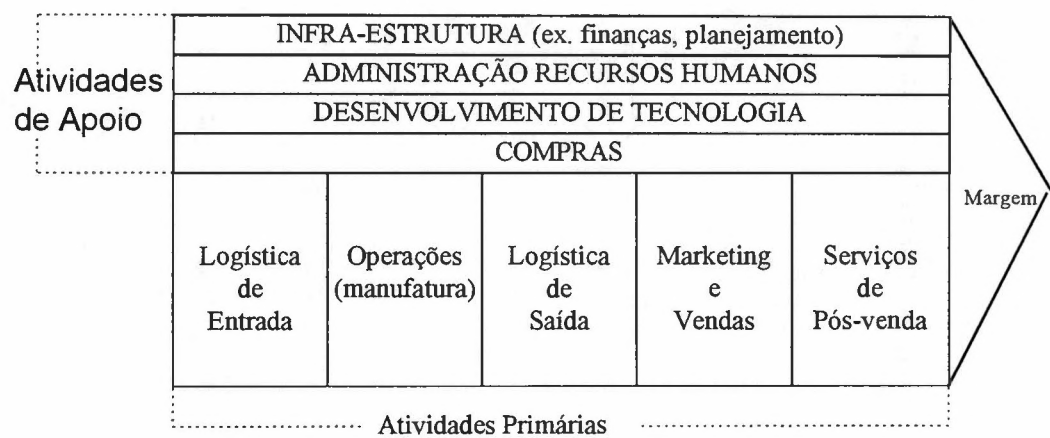 INFRA-ESTRUTURA (ex. finanças, planejamento)
Atividades
de Apoio
ADMINISTRAÇÃO RECURSOS HUMANOS
DESENVOLVIMENTO DE TECNOLOGIA
COMPRAS
Logística
de
Entrada
Operações
(manufatura)
Logística
de
Saída
Marketing
e
Vendas
Serviços
de
Pós-venda
Margem
Atividades Primárias